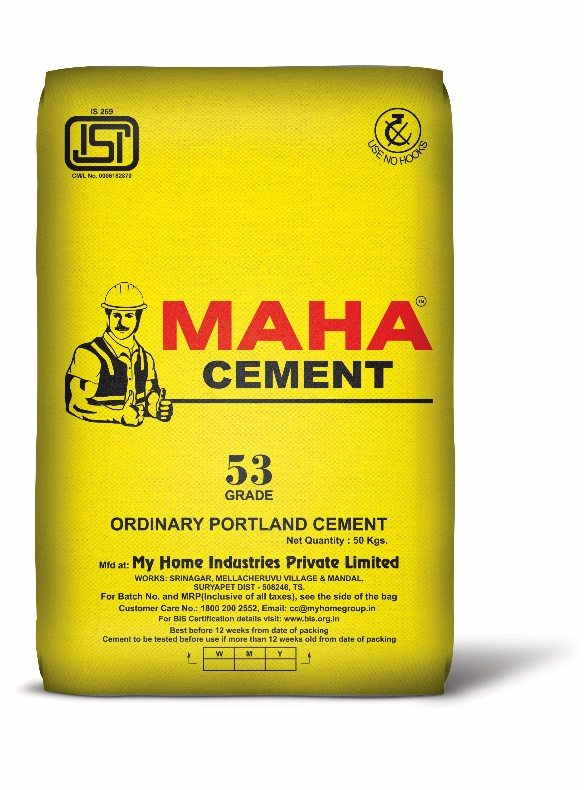 IS 269
ISI
CM/L No. 0006182870
USE NO HOOKS
MAHA TM
CEMENT
53
GRADE
ORDINARY PORTLAND CEMENT
Net Quantity : 50 Kgs.
Mfd at: My Home Industries Private Limited
WORKS: SRINAGAR, MELLACHERUVU VILLAGE & MANDAL.
SURYAPET DIST - 508246, TS.
For Batch No. and MRP(Inclusive of all taxes), see the side of the bag
Customer Care No.: 1800 200 2552, Email: cc@myhomegroup.in
For BIS Certification details visit: www.bis.org.in
Best before 12 weeks from date of packing
Cement to be tested before use if more than 12 weeks old from date of packing
W M Y